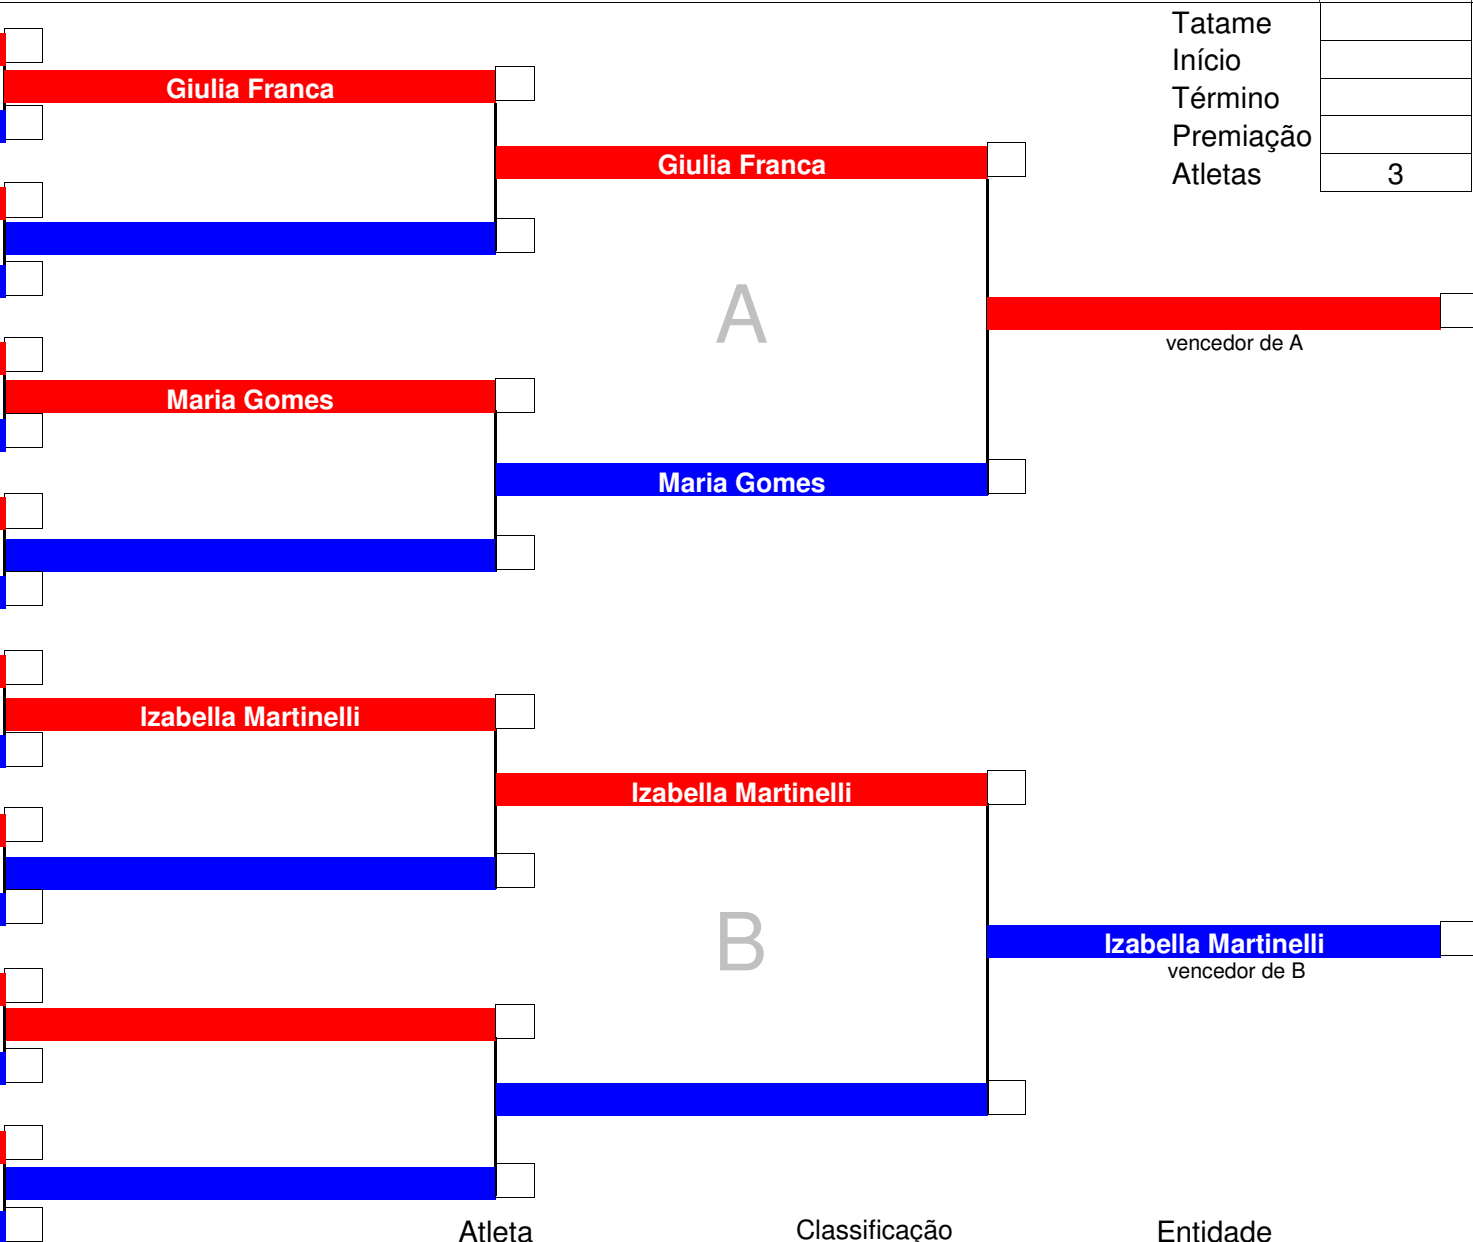 Tatame
Início
Término
Premiação
Atletas 3
Giulia Franca
Giulia Franca
A
vencedor de A
Maria Gomes
Maria Gomes
Izabella Martinelli
Izabella Martinelli
B
Izabella Martinelli
vencedor de B
Atleta Classificação Entidade